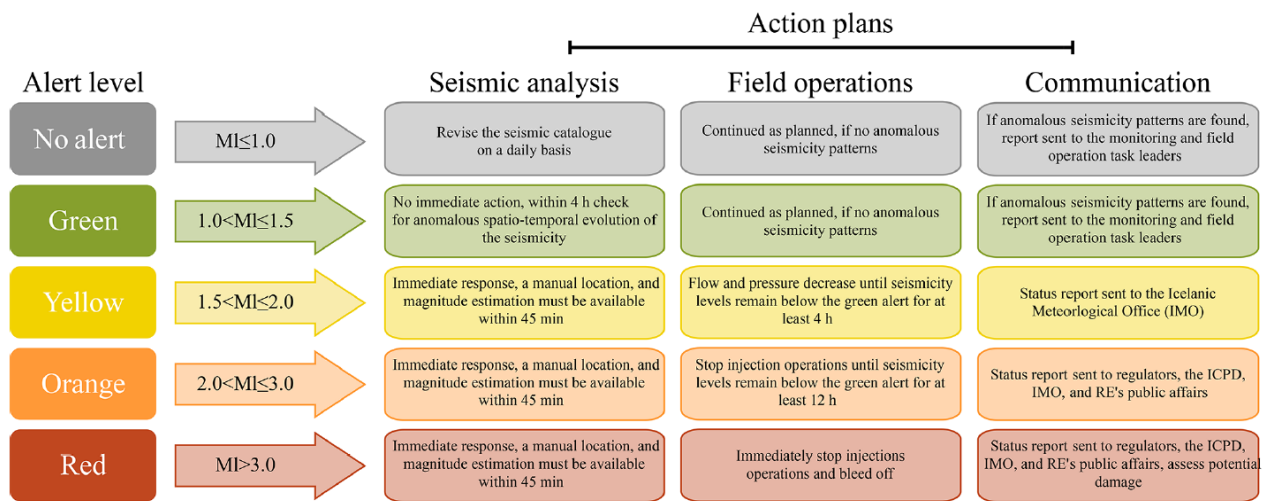 Action plans
Alert level
Seismic analysis
Field operations
Communication
No alert
Ml≤1.0
Revise the seismic catalogue
on a daily basis
Continued as planned, if no anomalous
seismicity patterns
If anomalous seismicity patterns are found,
report sent to the monitoring and field
operation task leaders
Green
1.0<Ml≤1.5
No immediate action, within 4 h check
for anomalous spatio-temporal evolution of
the seismicity
Continued as planned, if no anomalous
seismicity patterns
If anomalous seismicity patterns are found,
report sent to the monitoring and field
operation task leaders
Yellow
1.5<Ml≤2.0
Immediate response, a manual location, and
magnitude estimation must be available
within 45 min
Flow and pressure decrease until seismicity
levels remain below the green alert for at
least 4 h
Status report sent to the Icelanic
Meteorlogical Office (IMO)
Orange
2.0<Ml≤3.0
Immediate response, a manual location, and
magnitude estimation must be available
within 45 min
Stop injection operations until seismicity
levels remain below the green alert for at
least 12 h
Status report sent to regulators, the ICPD,
IMO, and RE's public affairs
Red
Ml>3.0
Immediate response, a manual location, and
magnitude estimation must be available
within 45 min
Immediately stop injections
operations and bleed off
Status report sent to regulators, the ICPD,
IMO, and RE's public affairs, assess potential
damage